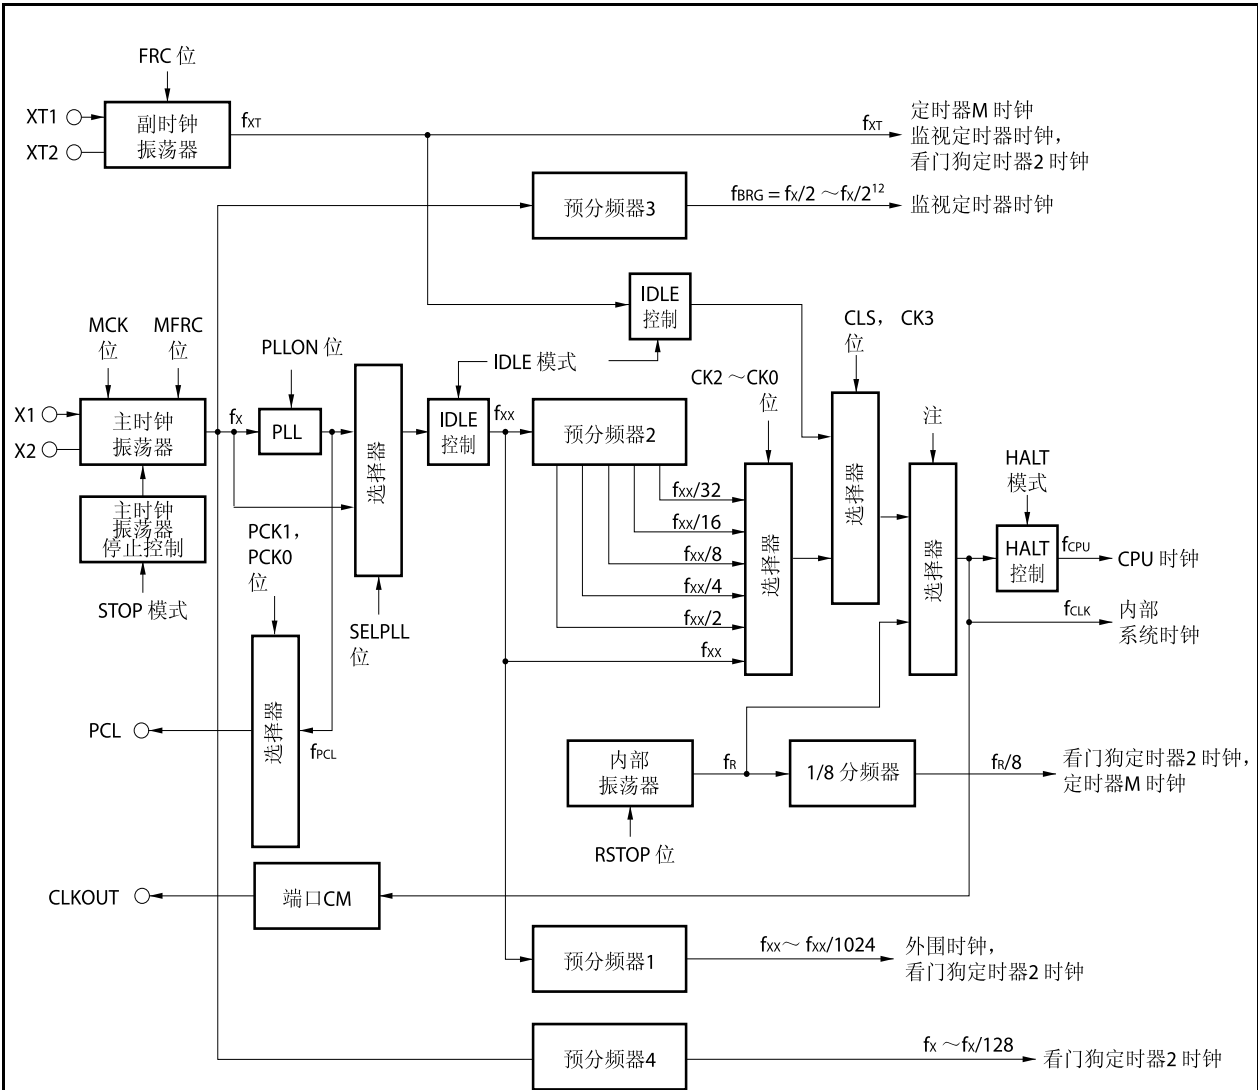 FRC 位
XT1
XT2
副时钟
振荡器
fXT
fXT
定时器M 时钟
监视定时器时钟，
看门狗定时器2 时钟
预分频器3
fBRG = fX/2 ～fX/2¹²
监视定时器时钟
IDLE
控制
MCK
位
MFRC
位
PLLON 位
IDLE 模式
CLS， CK3
位
CK2 ～CK0
位
X1
X2
主时钟
振荡器
fX
PLL
选择器
IDLE
控制
fXX
预分频器2
选择器
注
HALT
模式
主时钟
振荡器
停止控制
STOP 模式
PCK1，
PCK0
位
SELPLL
位
fXX/32
fXX/16
fXX/8
fXX/4
fXX/2
fXX
选择器
选择器
HALT
控制
fCPU
CPU 时钟
fCLK
内部
系统时钟
PCL
选择器
fPCL
内部
振荡器
fR
1/8 分频器
fR/8
看门狗定时器2 时钟，
定时器M 时钟
RSTOP 位
CLKOUT
端口CM
预分频器1
fXX～ fXX/1024
外围时钟，
看门狗定时器2 时钟
预分频器4
fX ～fX/128
看门狗定时器2 时钟